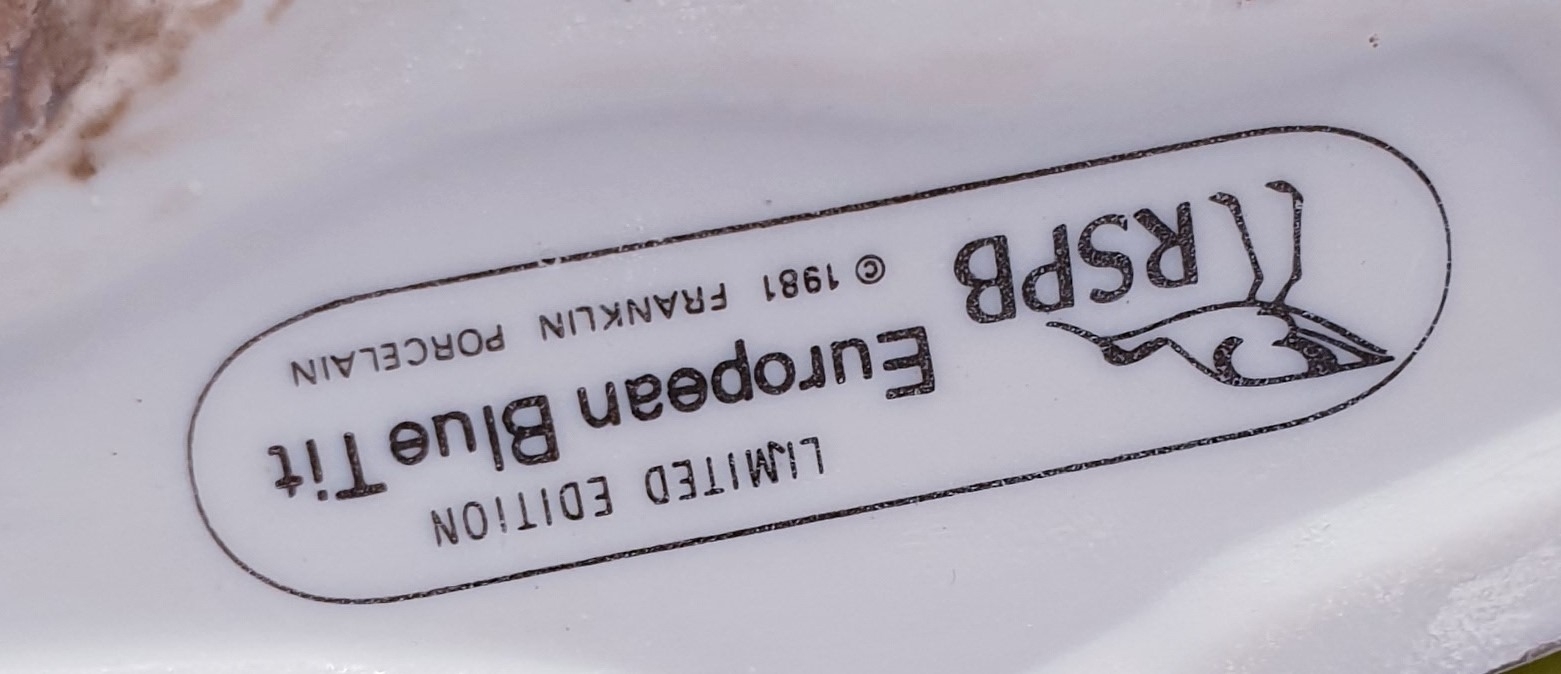 LIMITED EDITION
European Blue Tit
© 1981 FRANKLIN PORCELAIN
RSPB